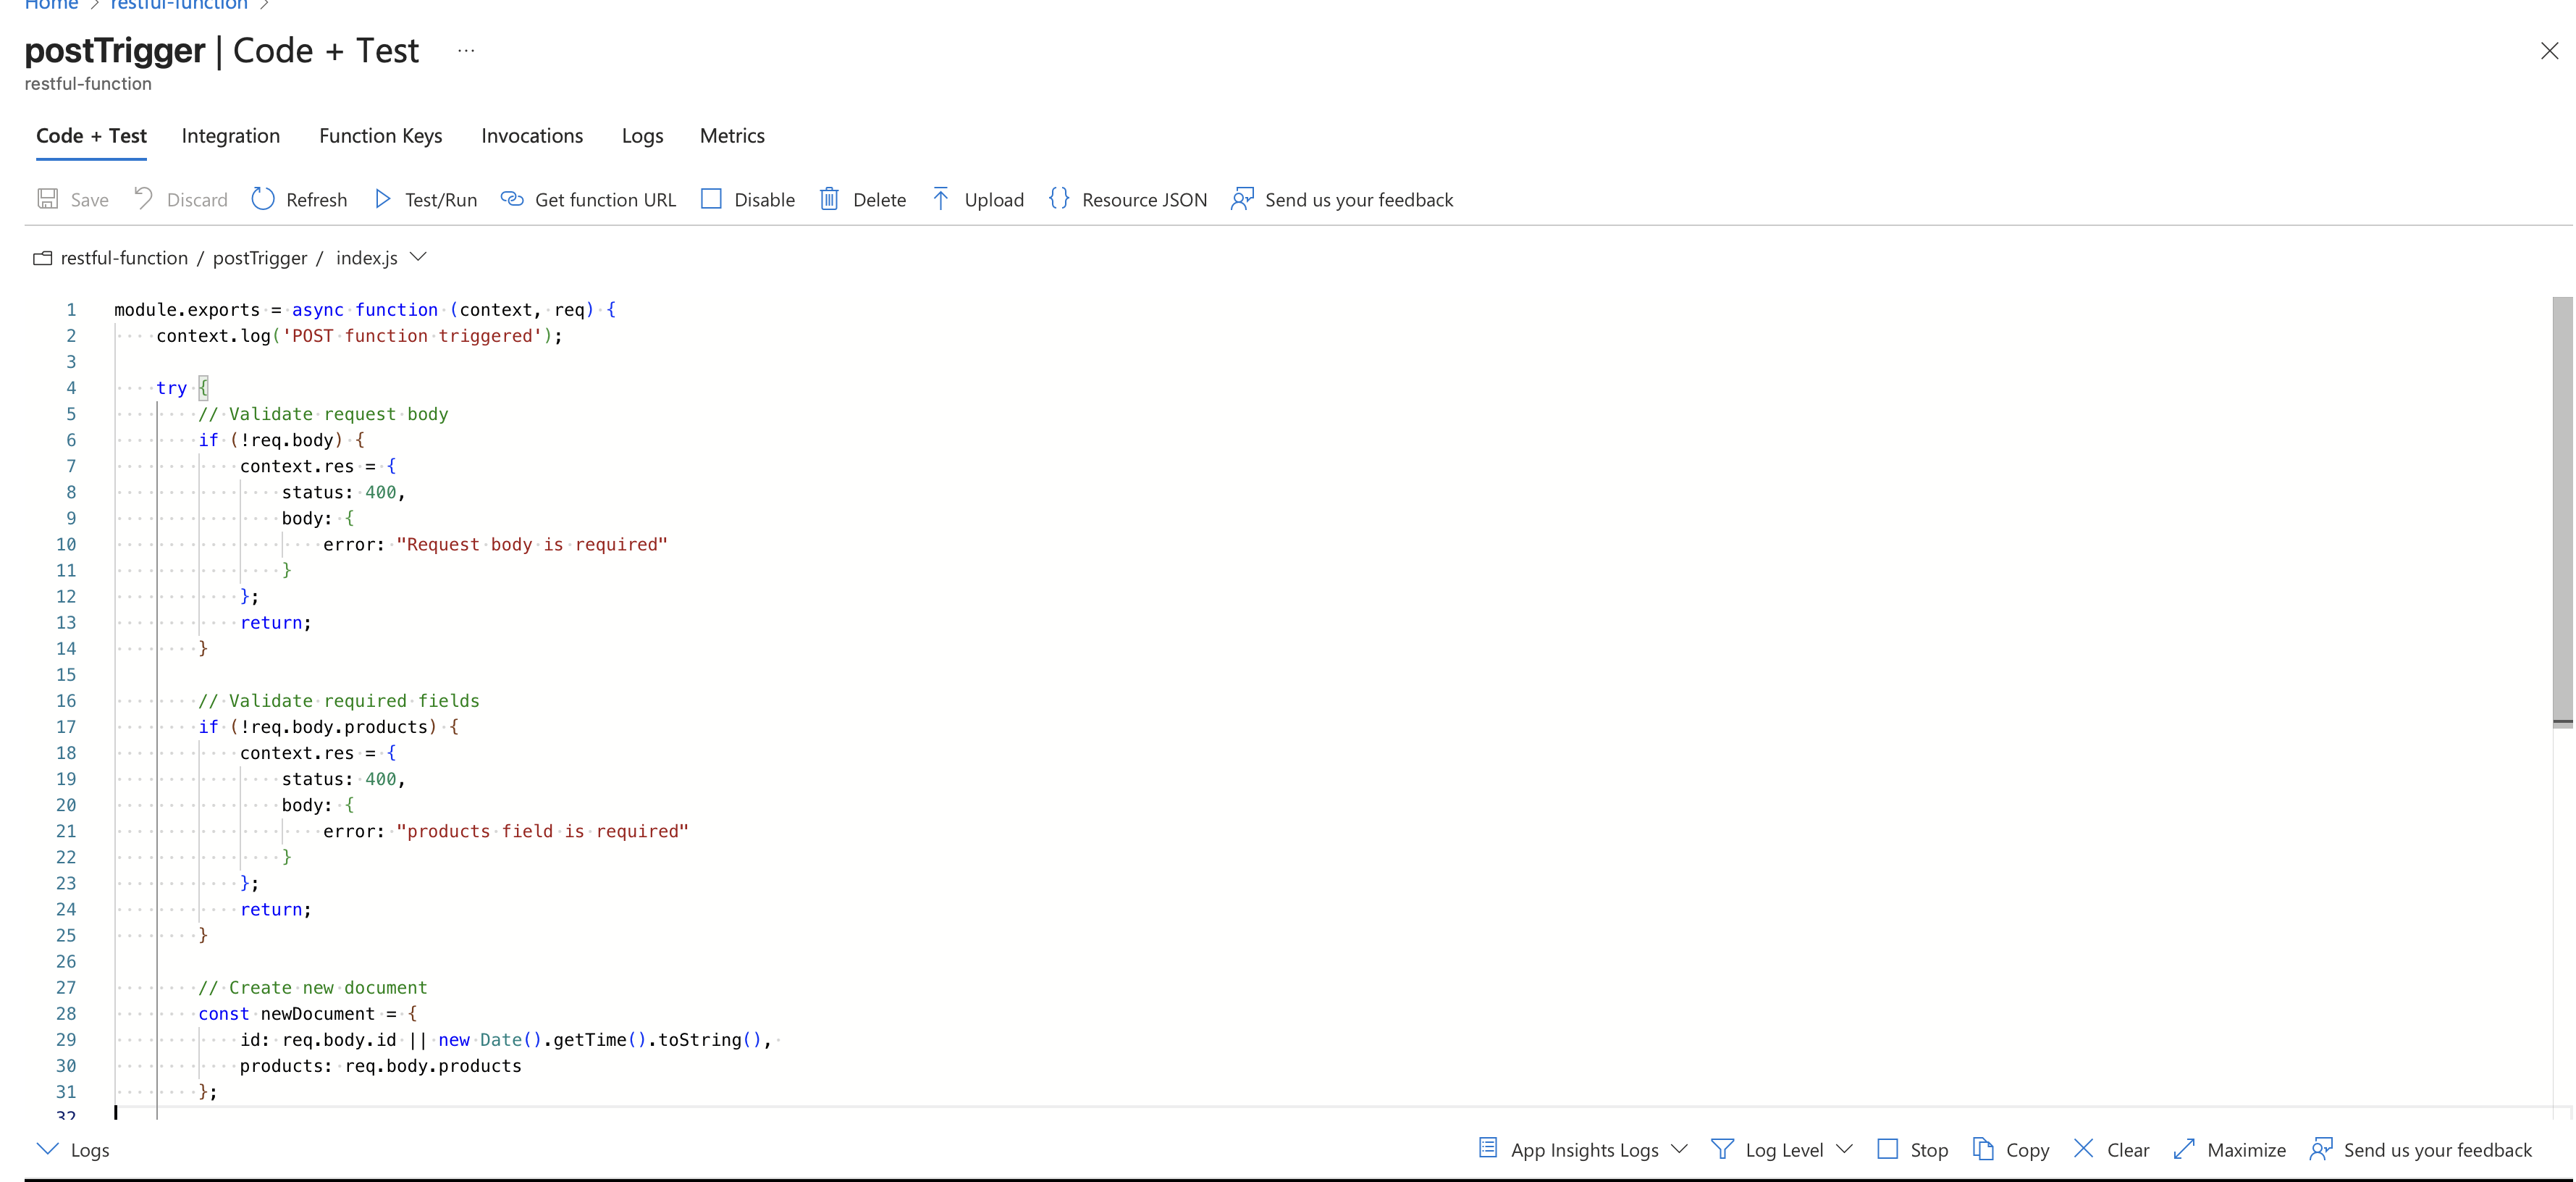 Home > restful-function >
postTrigger | Code + Test ...
restful-function
Code + Test Integration Function Keys Invocations Logs Metrics
Save Discard Refresh Test/Run Get function URL Disable Delete Upload Resource JSON Send us your feedback
restful-function / postTrigger / index.js
1 module.exports = async function (context, req) {
2     context.log('POST function triggered');
3
4     try {
5         // Validate request body
6         if (!req.body) {
7             context.res = {
8                 status: 400,
9                 body: {
10                     error: "Request body is required"
11                 }
12             };
13             return;
14         }
15
16         // Validate required fields
17         if (!req.body.products) {
18             context.res = {
19                 status: 400,
20                 body: {
21                     error: "products field is required"
22                 }
23             };
24             return;
25         }
26
27         // Create new document
28         const newDocument = {
29             id: req.body.id || new Date().getTime().toString(),
30             products: req.body.products
31         };
32
Logs App Insights Logs Log Level Stop Copy Clear Maximize Send us your feedback